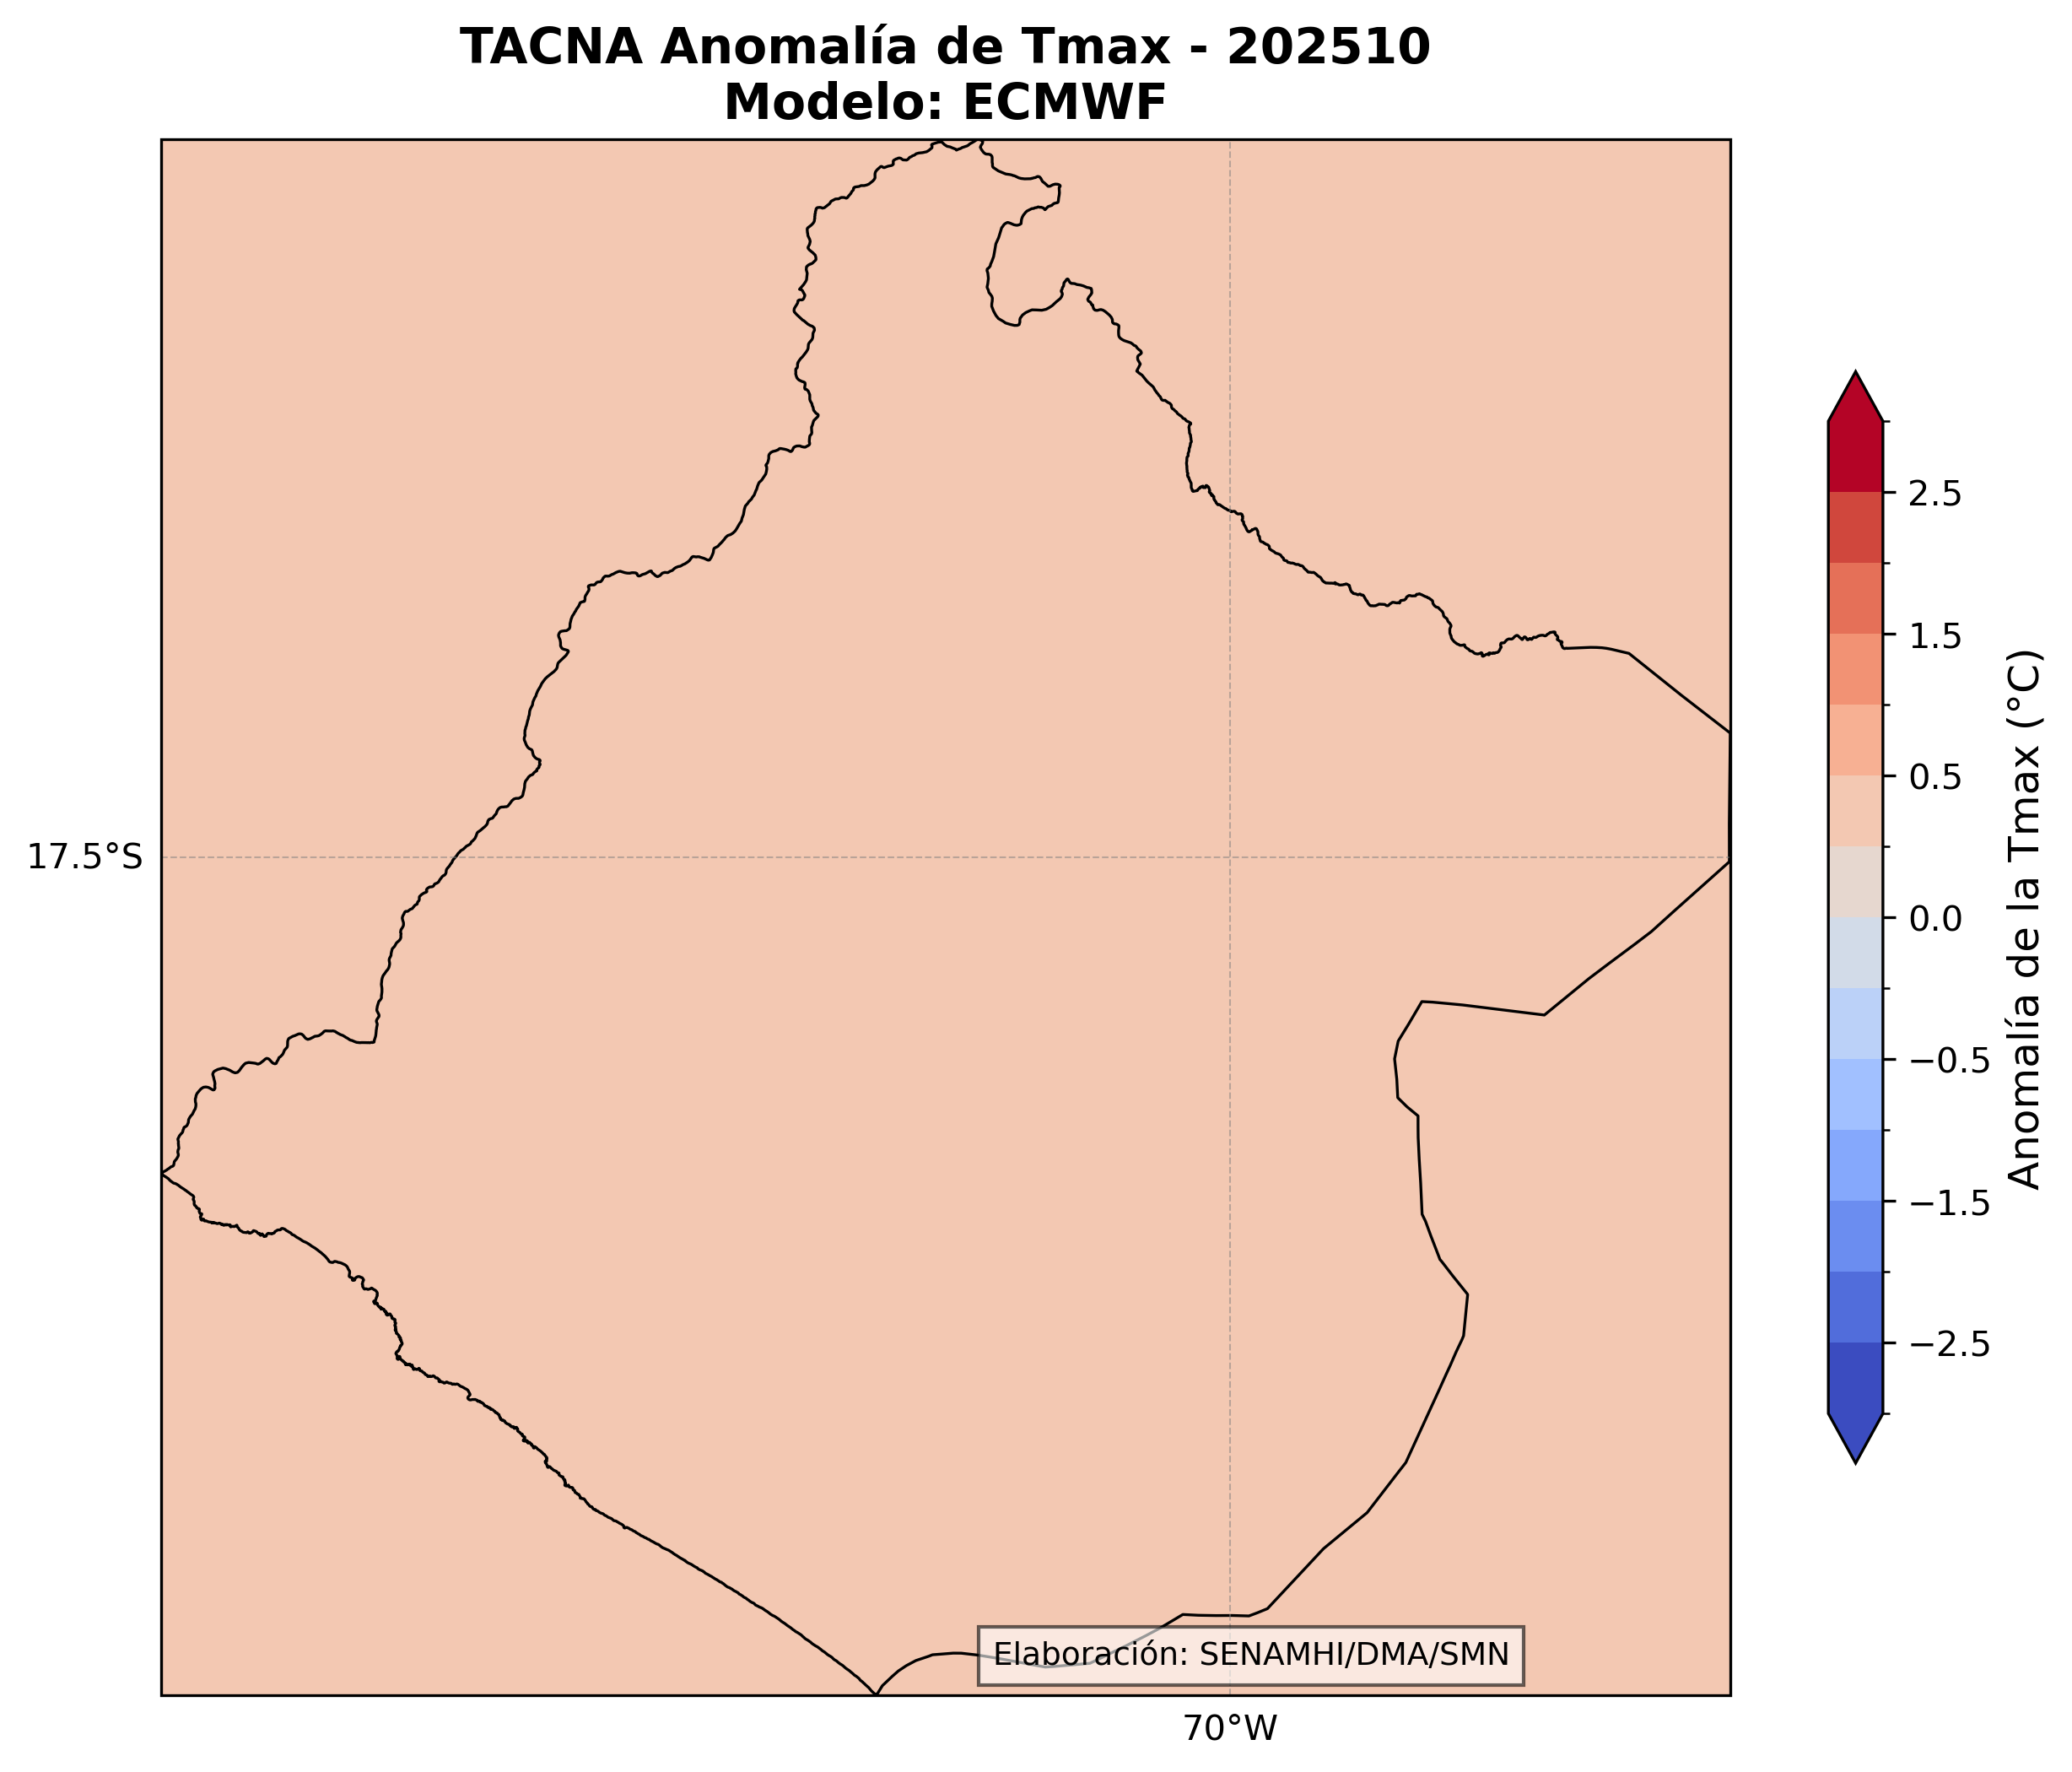 TACNA Anomalía de Tmax - 202510
Modelo: ECMWF
2.5
1.5
0.5
0.0
−0.5
−1.5
−2.5
Anomalía de la Tmax (°C)
17.5°S
Elaboración: SENAMHI/DMA/SMN
70°W